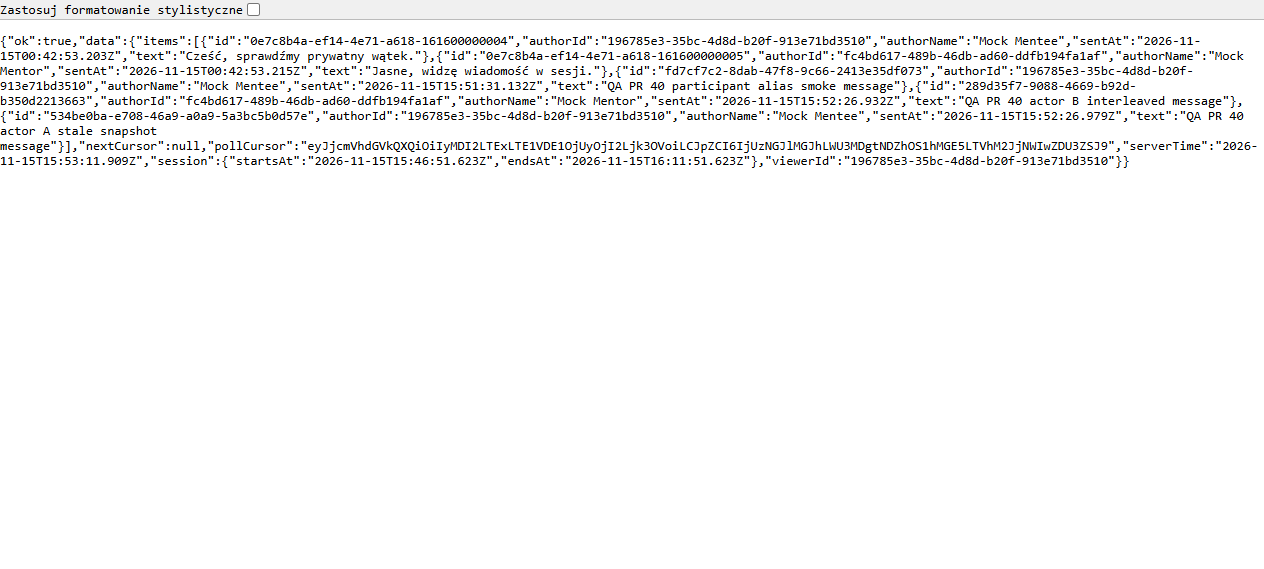 Zastosuj formatowanie stylistyczne
{"ok":true,"data":{"items":[{"id":"0e7c8b4a-ef14-4e71-a618-161600000004","authorId":"196785e3-35bc-4d8d-b20f-913e71bd3510","authorName":"Mock Mentee","sentAt":"2026-11-
15T00:42:53.203Z","text":"Cześć, sprawdźmy prywatny wątek."},{"id":"0e7c8b4a-ef14-4e71-a618-161600000005","authorId":"fc4bd617-489b-46db-ad60-ddfb194fa1af","authorName":"Mock
Mentor","sentAt":"2026-11-15T00:42:53.215Z","text":"Jasne, widzę wiadomość w sesji."},{"id":"fd7cf7c2-8dab-47f8-9c66-2413e35df073","authorId":"196785e3-35bc-4d8d-b20f-
913e71bd3510","authorName":"Mock Mentee","sentAt":"2026-11-15T15:51:31.132Z","text":"QA PR 40 participant alias smoke message"},{"id":"289d35f7-9088-4669-b92d-
b350d2213663","authorId":"fc4bd617-489b-46db-ad60-ddfb194fa1af","authorName":"Mock Mentor","sentAt":"2026-11-15T15:52:26.932Z","text":"QA PR 40 actor B interleaved message"},
{"id":"534be0ba-e708-46a9-a0a9-5a3bc5b0d57e","authorId":"196785e3-35bc-4d8d-b20f-913e71bd3510","authorName":"Mock Mentee","sentAt":"2026-11-15T15:52:26.979Z","text":"QA PR 40
actor A stale snapshot
message"}],"nextCursor":null,"pollCursor":"eyJjcmVhdGVkQXQiOiIyMDI2LTExLTE1VDE1OjUyOjI2Ljk3OVoiLCJpZCI6IjUzNGJlMGJhLWU3MDgtNDZhOS1hMGE5LTVhM2JjNWIwZDU3ZSJ9","serverTime":"2026-
11-15T15:53:11.909Z","session":{"startsAt":"2026-11-15T15:46:51.623Z","endsAt":"2026-11-15T16:11:51.623Z"},"viewerId":"196785e3-35bc-4d8d-b20f-913e71bd3510"}}